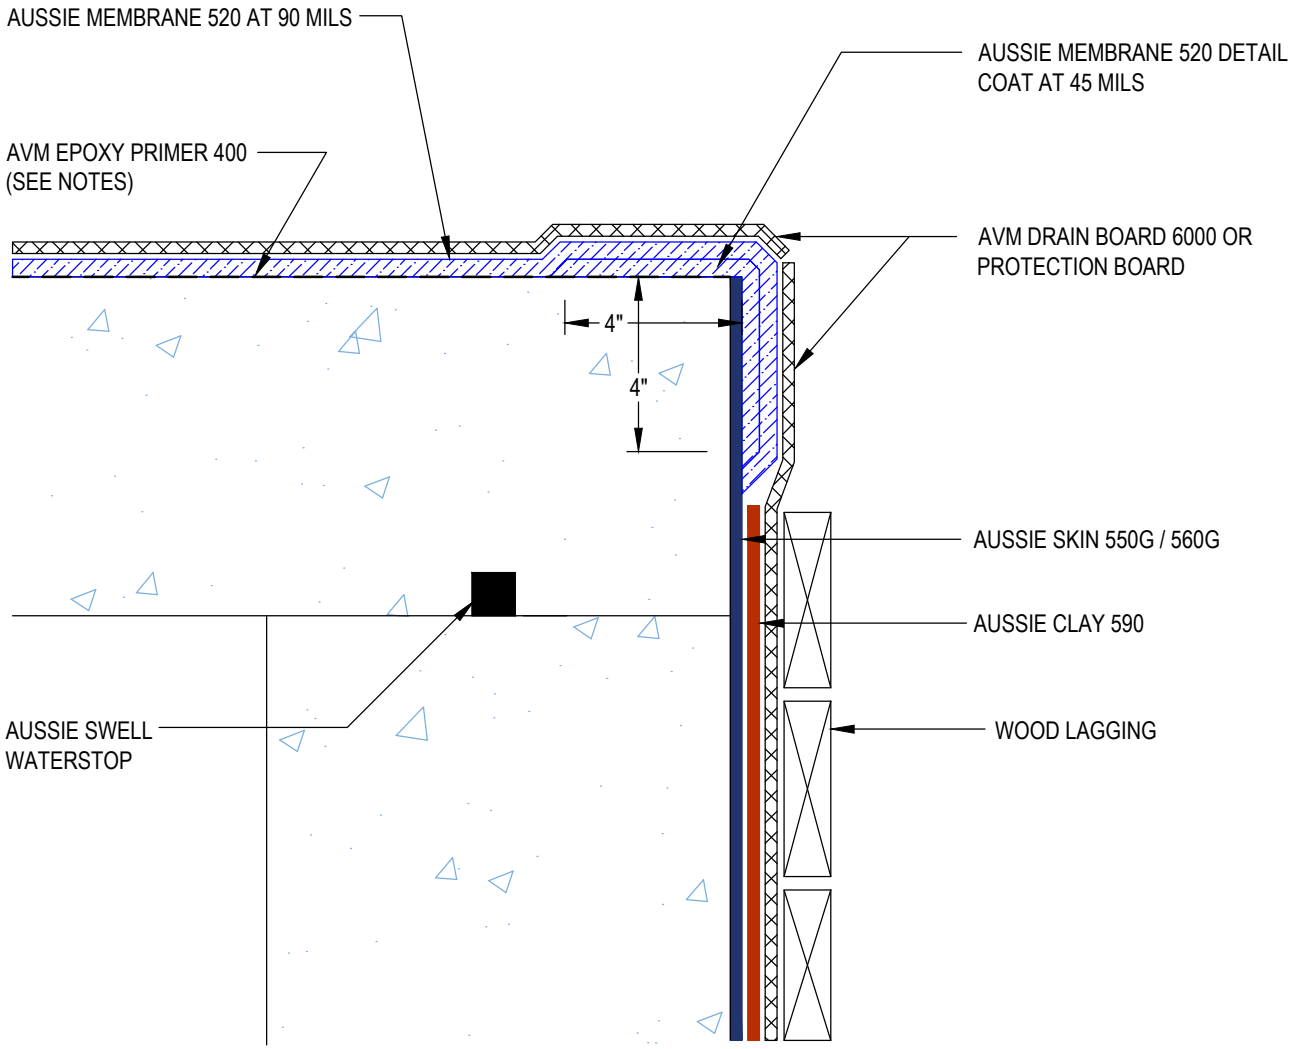 AUSSIE MEMBRANE 520 AT 90 MILS
AUSSIE MEMBRANE 520 DETAIL
COAT AT 45 MILS
AVM EPOXY PRIMER 400
(SEE NOTES)
AVM DRAIN BOARD 6000 OR
PROTECTION BOARD
4"
4"
AUSSIE SKIN 550G / 560G
AUSSIE CLAY 590
AUSSIE SWELL
WATERSTOP
WOOD LAGGING